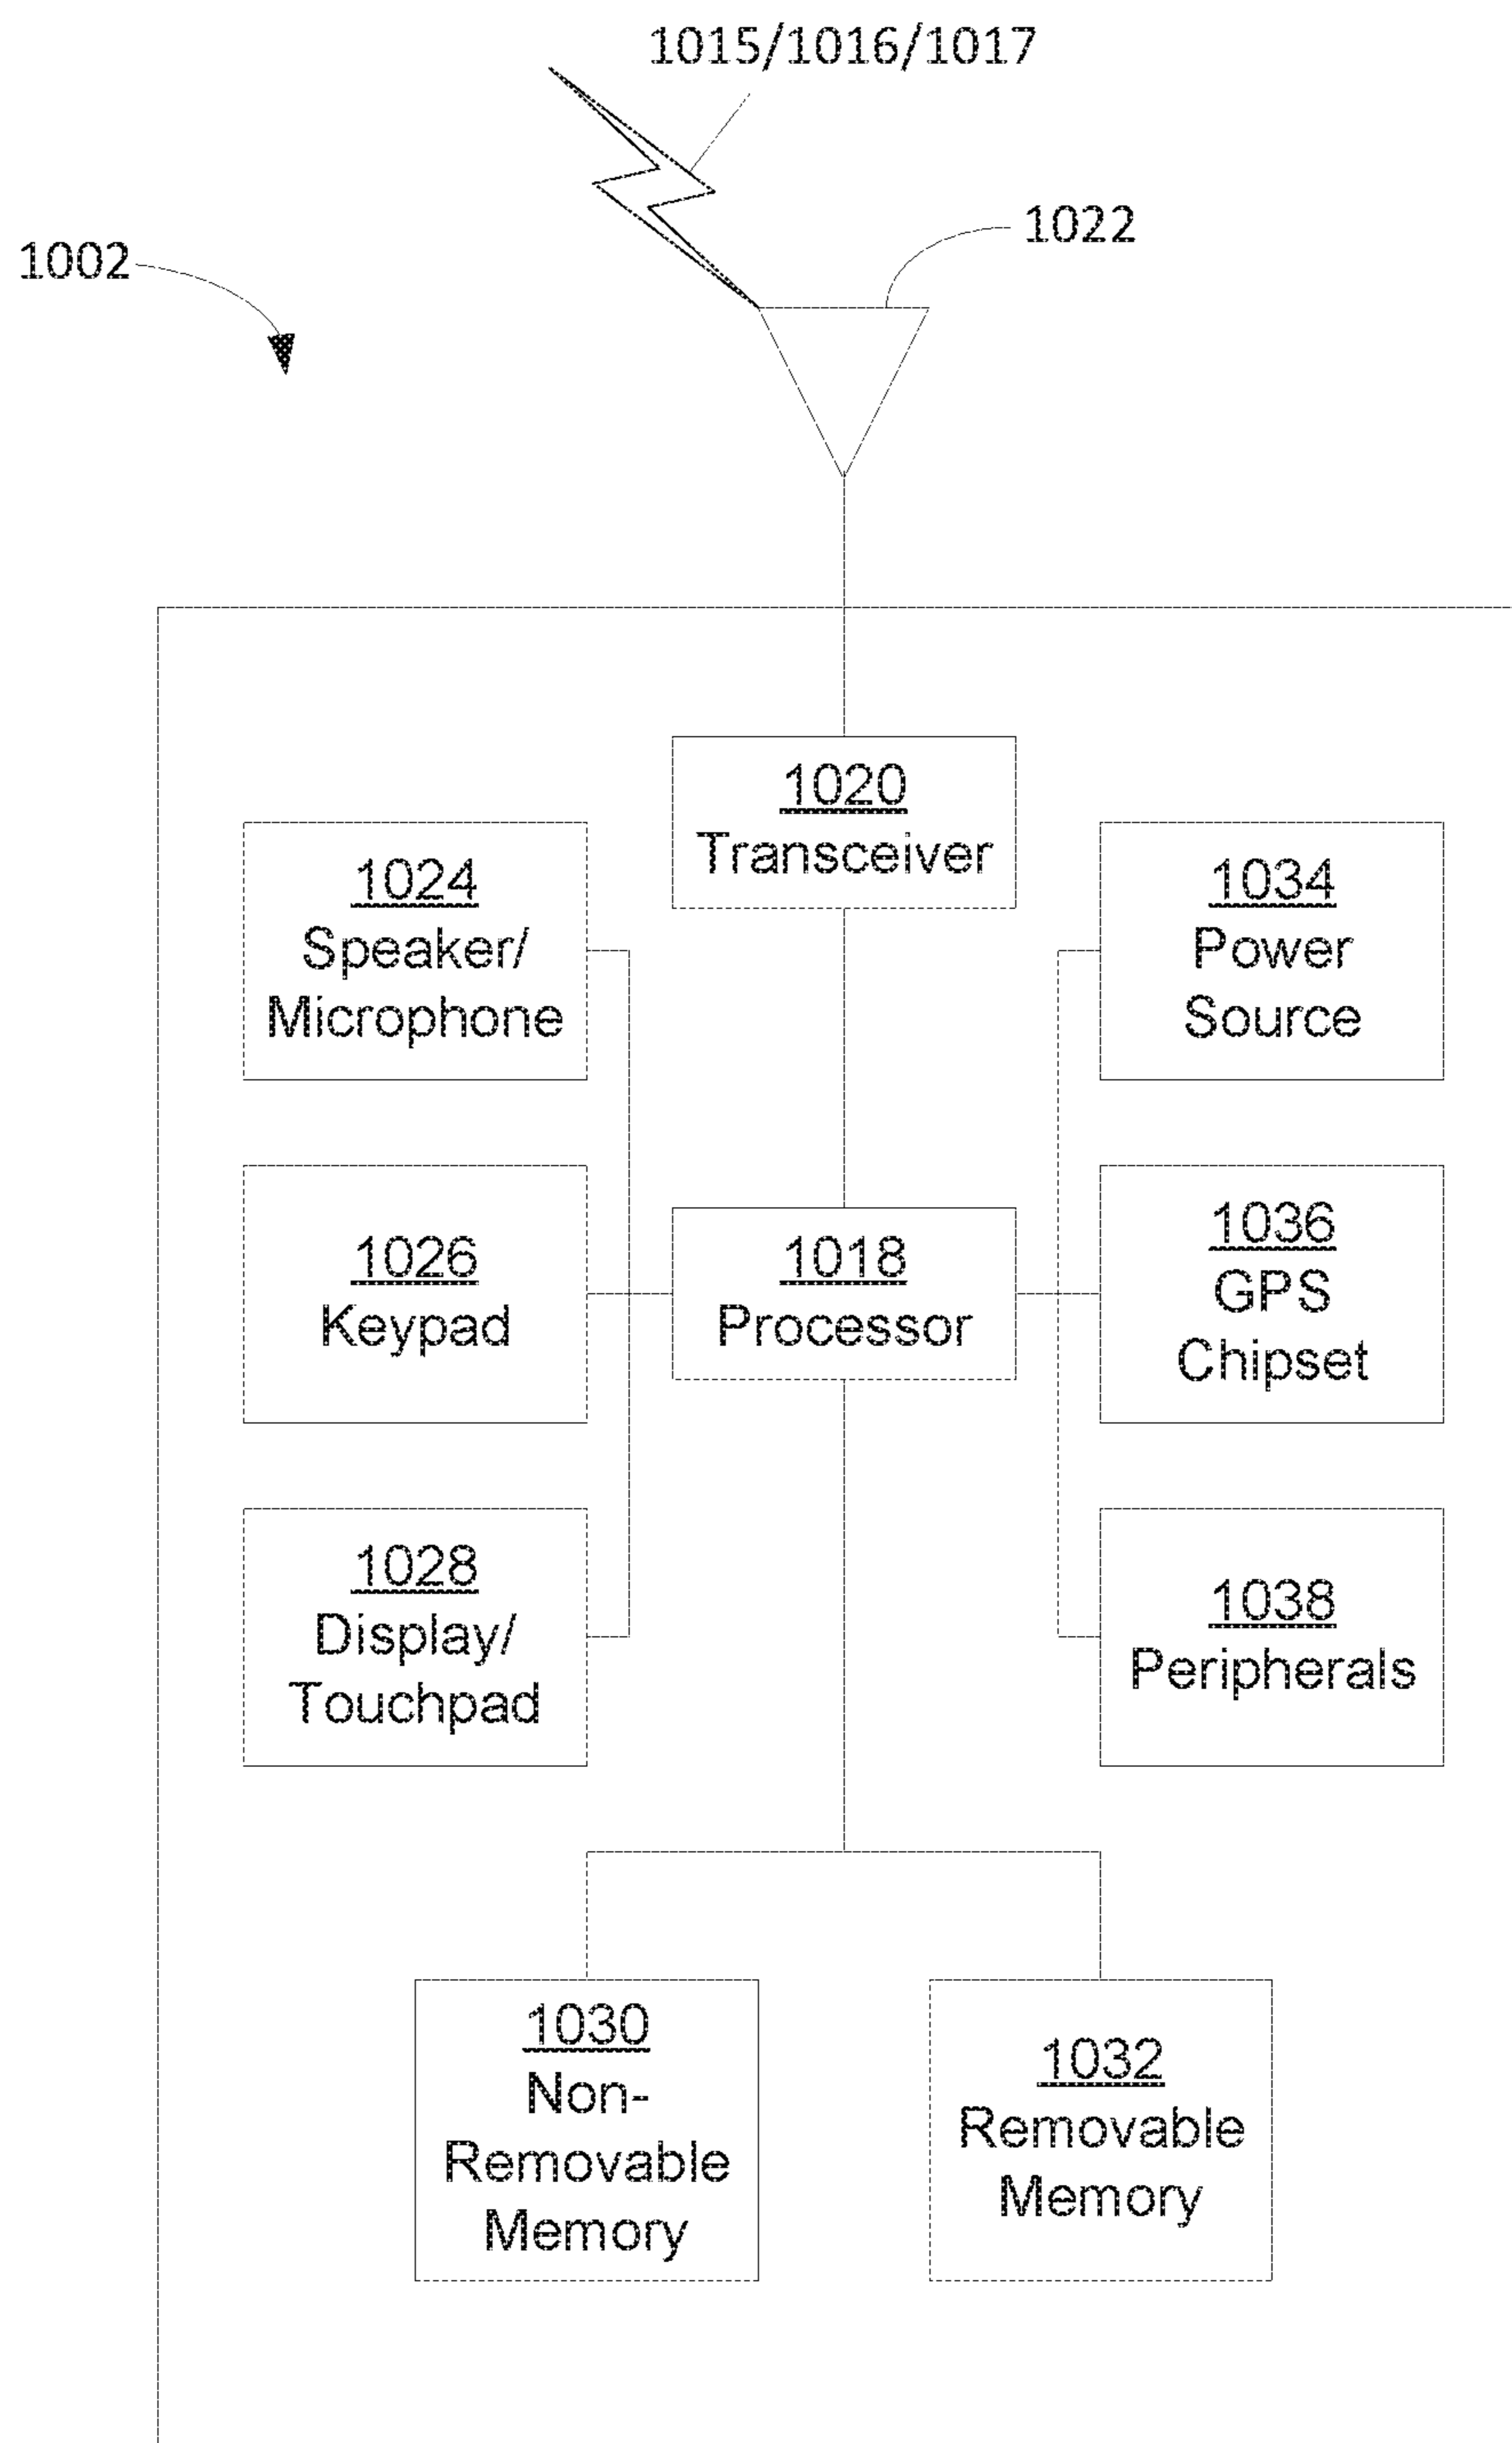 1015/1016/1017
1022
1002
1020
Transceiver
1024
Speaker/
Microphone
1034
Power
Source
1026
Keypad
1018
Processor
1036
GPS
Chipset
1028
Display/
Touchpad
1038
Peripherals
1030
Non-
Removable
Memory
1032
Removable
Memory